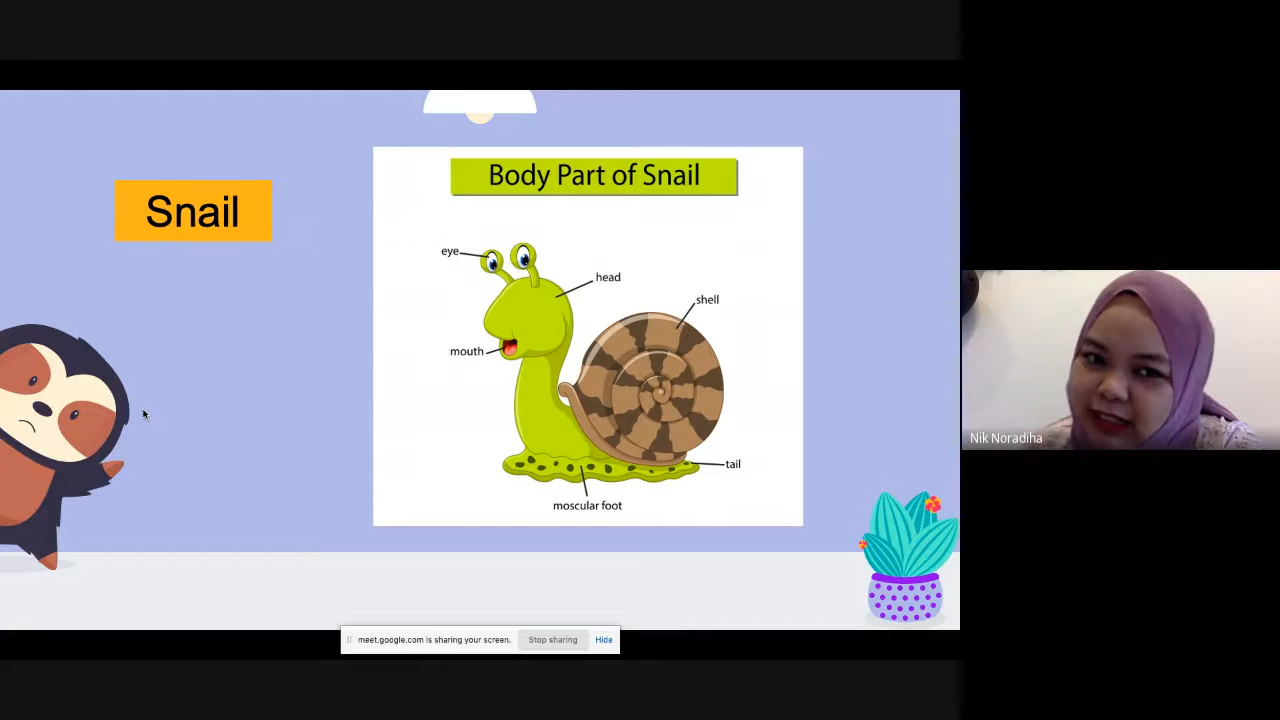 Snail
Body Part of Snail
eye
head
shell
mouth
tail
moscular foot
Nik Noradiha
meet.google.com is sharing your screen.
Stop sharing
Hide